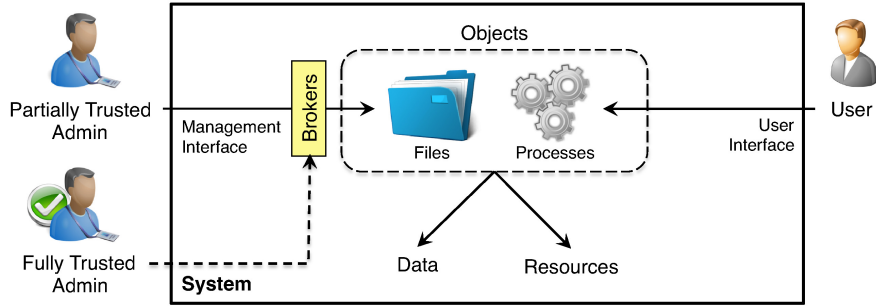 Objects
Partially Trusted
Admin
Management
Interface
Brokers
Files
Processes
User
Interface
User
Fully Trusted
Admin
System
Data
Resources